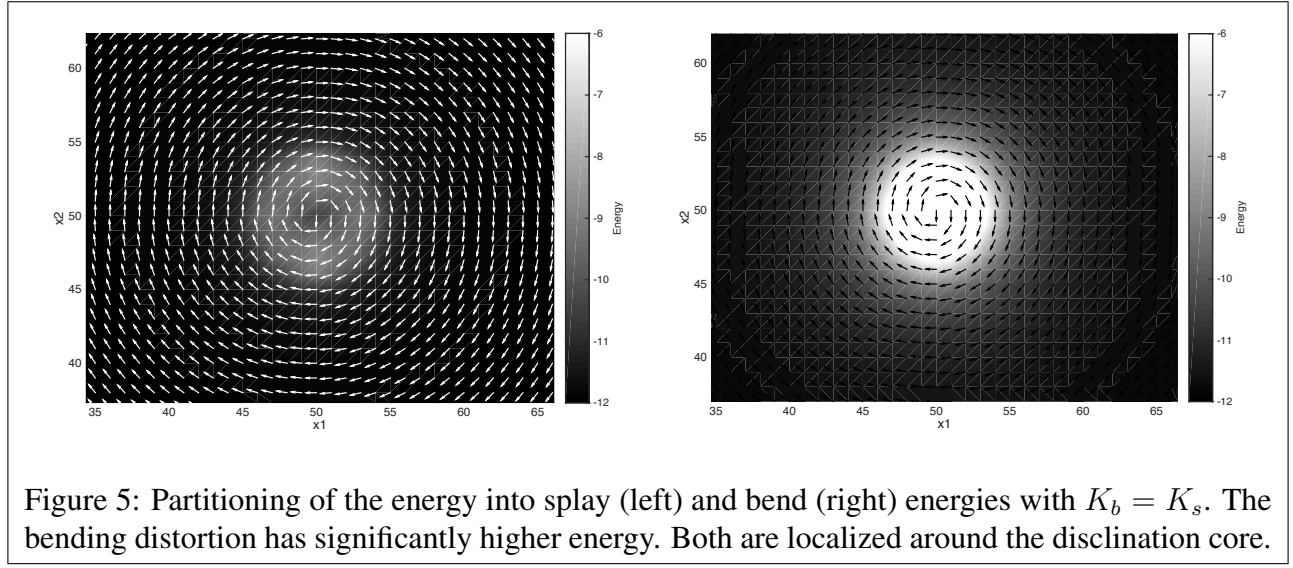 -6
60
-7
55
-8
x2
50
-9
Energy
45
-10
40
-11
-12
35 40 45 50 55 60 65
x1
-6
60
-7
55
-8
x2
50
-9
Energy
45
-10
40
-11
-12
35 40 45 50 55 60 65
x1
Figure 5: Partitioning of the energy into splay (left) and bend (right) energies with K_b = K_s. The
bending distortion has significantly higher energy. Both are localized around the disclination core.